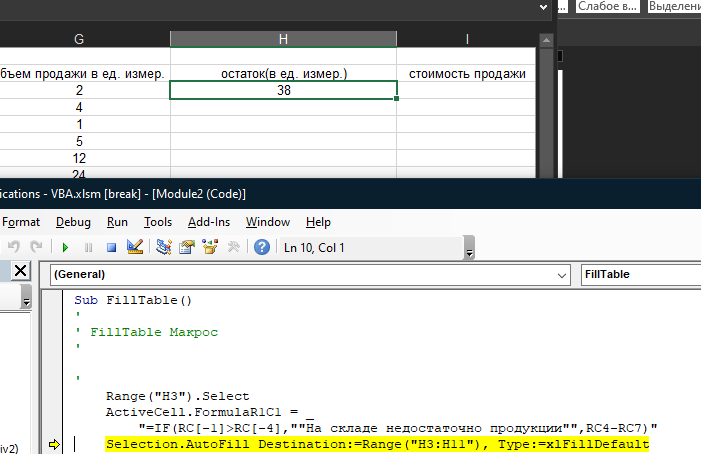 Слабое в...
Выделени
G H I
бъем продажи в ед. измер. остаток(в ед. измер.) стоимость продажи
2 38
4
1
5
12
24
ications - VBA.xlsm [break] - [Module2 (Code)]
Format Debug Run Tools Add-Ins Window Help
Ln 10, Col 1
(General) FillTable
Sub FillTable()
'
' FillTable Макрос
'
'
Range("H3").Select
ActiveCell.FormulaR1C1 = _
"=IF(RC[-1]>RC[-4],""На складе недостаточно продукции"",RC4-RC7)"
Selection.AutoFill Destination:=Range("H3:H11"), Type:=xlFillDefault
iv2)